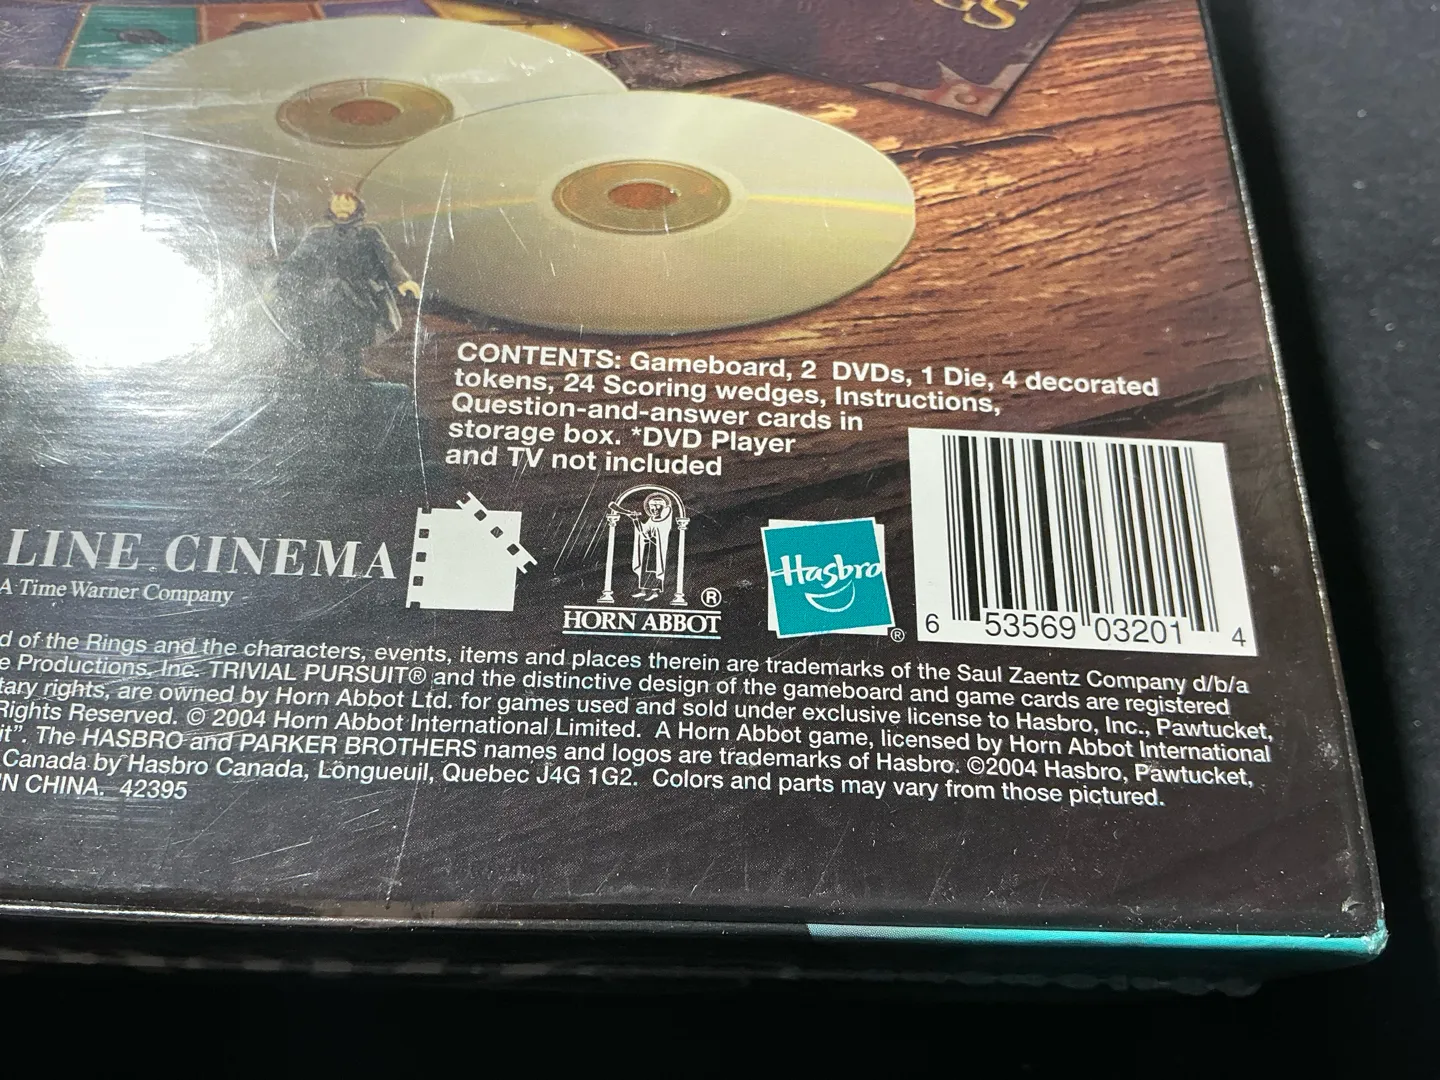 GS
CONTENTS: Gameboard, 2 DVDs, 1 Die, 4 decorated
tokens, 24 Scoring wedges, Instructions,
Question-and-answer cards in
storage box. *DVD Player
and TV not included
LINE CINEMA
A Time Warner Company
HORN ABBOT
®
Hasbro
®
6 53569 03201 4
d of the Rings and the characters, events, items and places therein are trademarks of the Saul Zaentz Company d/b/a
e Productions, Inc. TRIVIAL PURSUIT® and the distinctive design of the gameboard and game cards are registered
tary rights, are owned by Horn Abbot Ltd. for games used and sold under exclusive license to Hasbro, Inc., Pawtucket,
Rights Reserved. © 2004 Horn Abbot International Limited. A Horn Abbot game, licensed by Horn Abbot International
it". The HASBRO and PARKER BROTHERS names and logos are trademarks of Hasbro. ©2004 Hasbro, Pawtucket,
Canada by Hasbro Canada, Longueuil, Quebec J4G 1G2. Colors and parts may vary from those pictured.
N CHINA. 42395